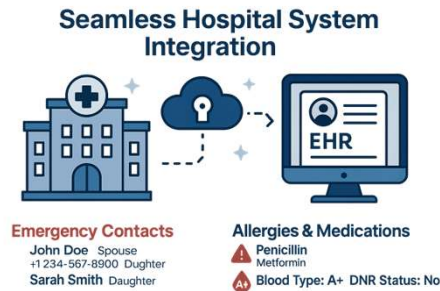 Seamless Hospital System
Integration
EHR
Emergency Contacts
John Doe Spouse
+1 234-567-8900 Dughter
Sarah Smith Daughter
Allergies & Medications
Penicillin
Metformin
A+ Blood Type: A+ DNR Status: No